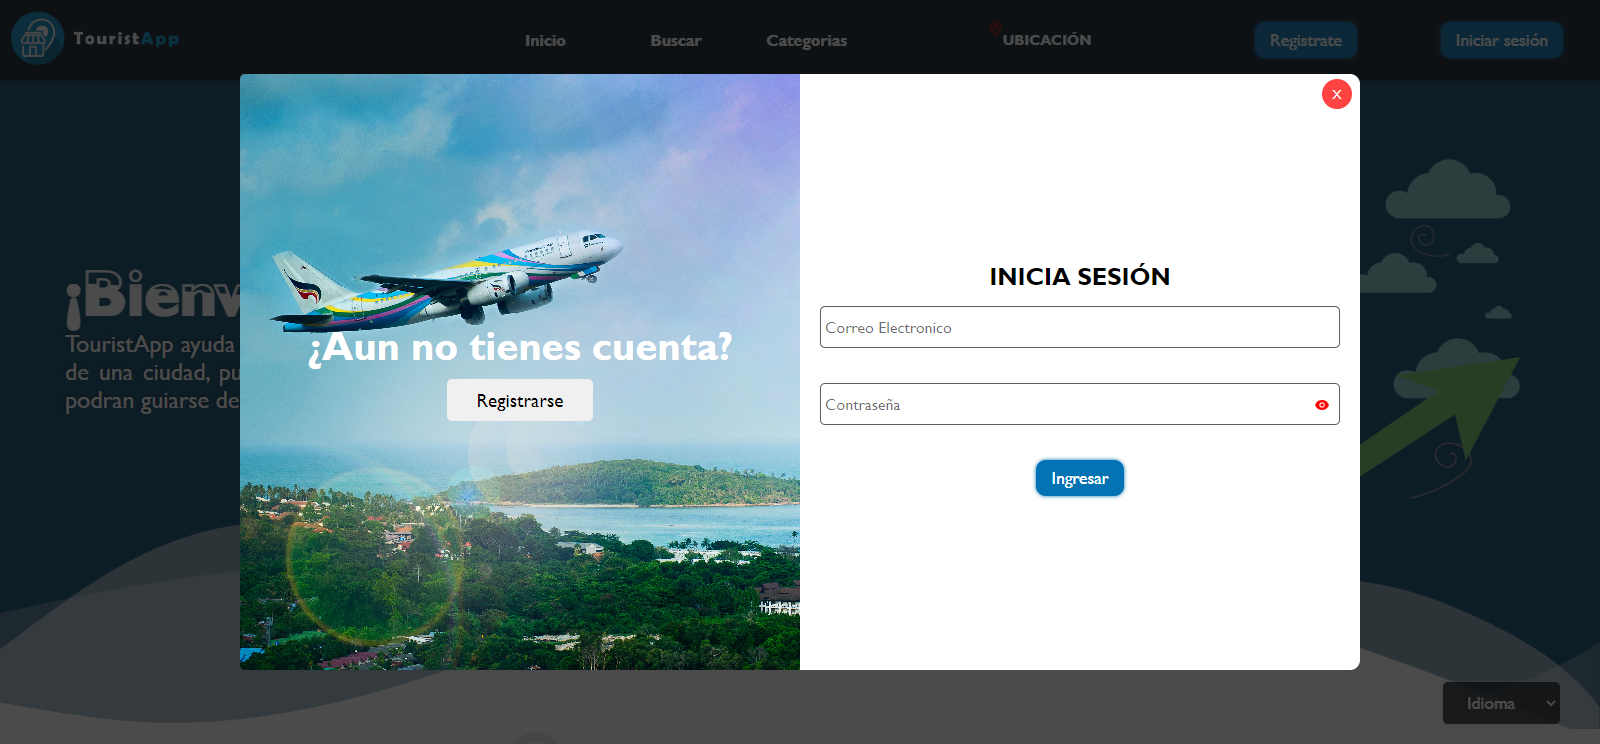 TouristApp
Inicio
Buscar
Categorias
UBICACIÓN
Registrate
Iniciar sesión
X
¡Bienv
TouristApp ayuda
de una ciudad, pu
podran guiarse de
¿Aun no tienes cuenta?
Registrarse
INICIA SESIÓN
Correo Electronico
Contraseña
Ingresar
Idioma